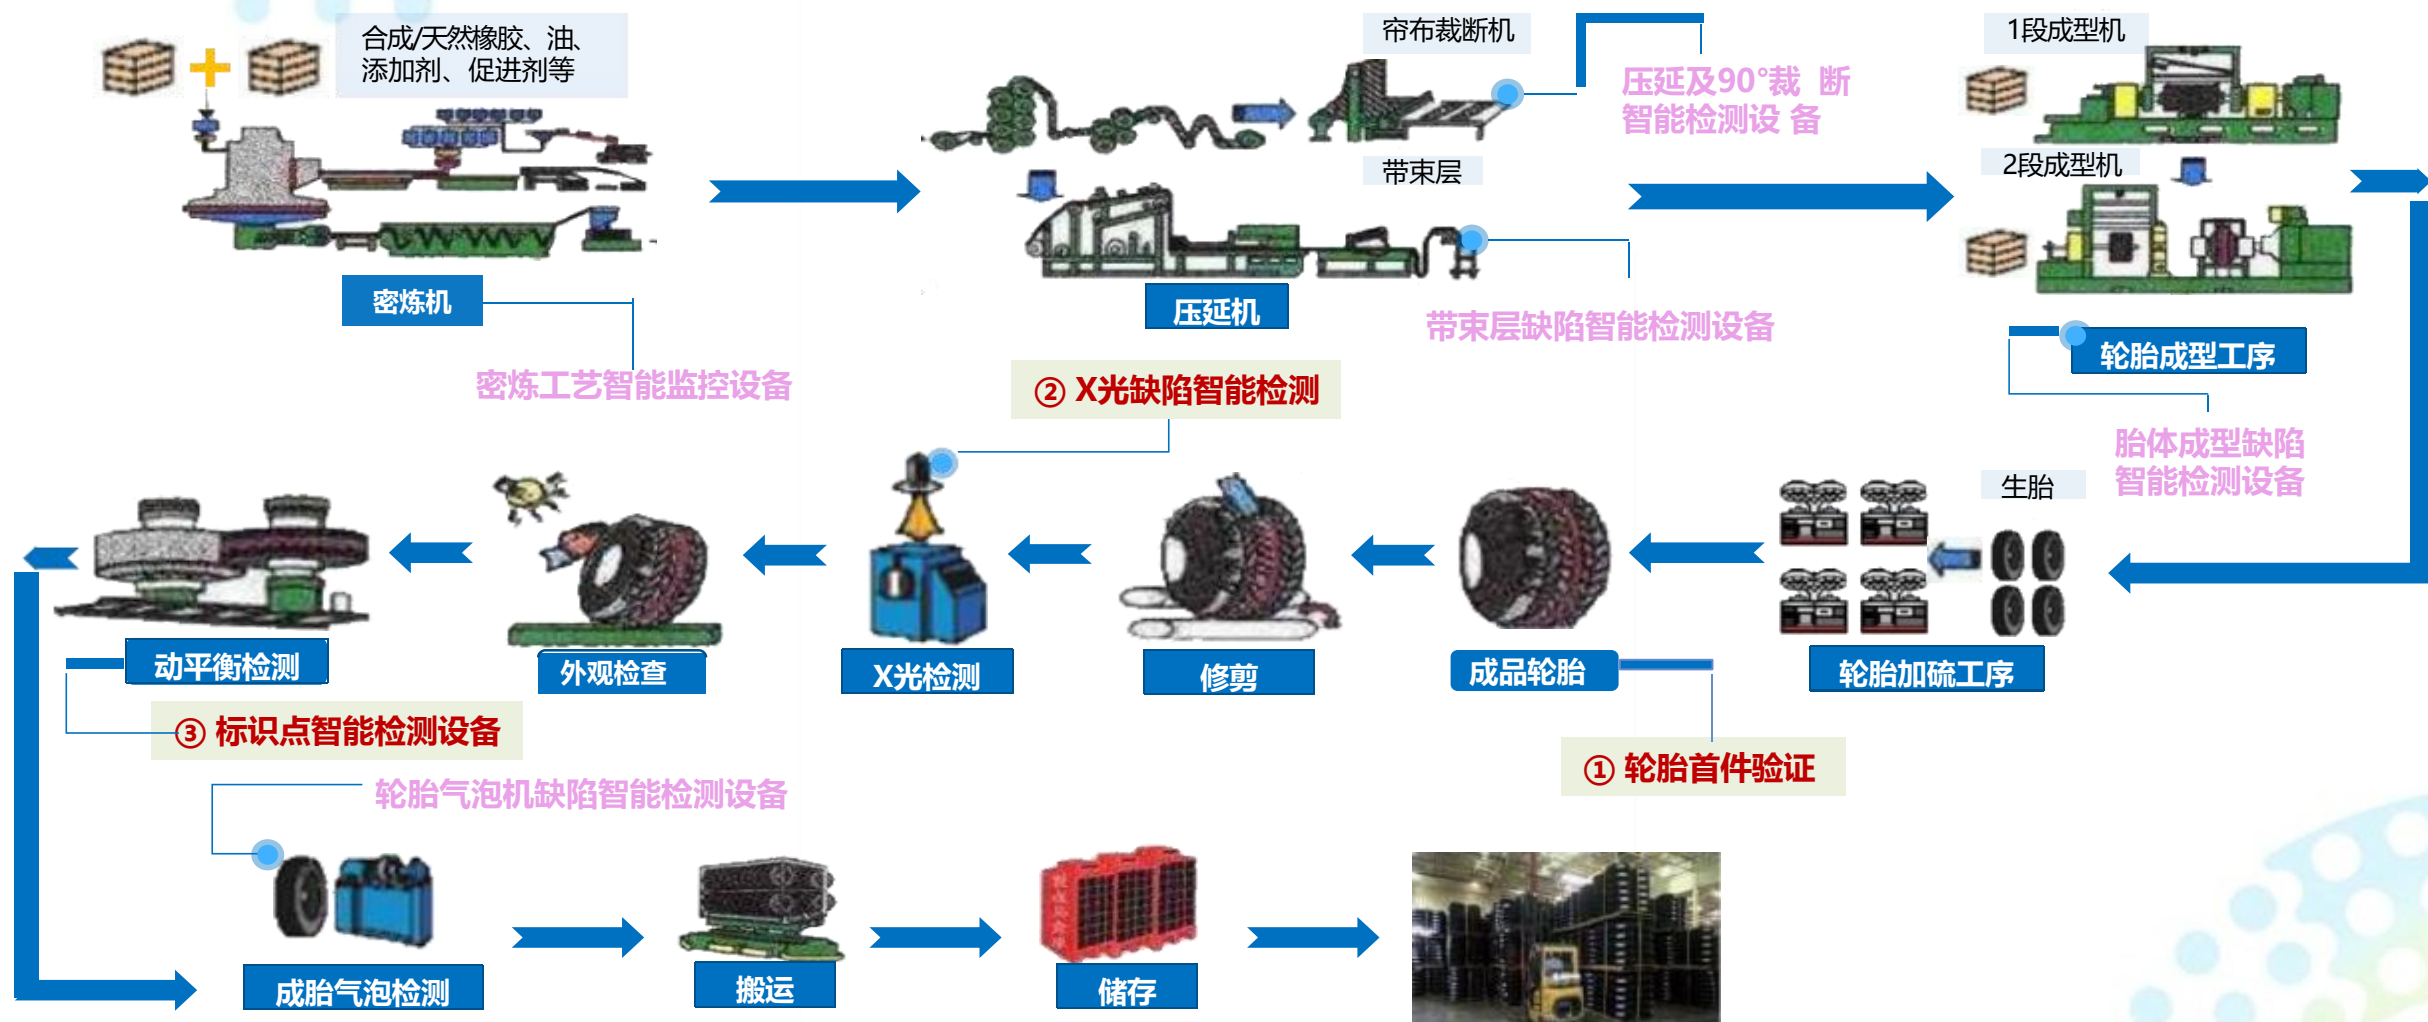 合成/天然橡胶、油、
添加剂、促进剂等
帘布裁断机
压延及90°裁 断
智能检测设 备
1段成型机
带束层
2段成型机
密炼机
压延机
带束层缺陷智能检测设备
轮胎成型工序
密炼工艺智能监控设备
② X光缺陷智能检测
胎体成型缺陷
智能检测设备
生胎
动平衡检测
外观检查
X光检测
修剪
成品轮胎
轮胎加硫工序
③ 标识点智能检测设备
① 轮胎首件验证
轮胎气泡机缺陷智能检测设备
成胎气泡检测
搬运
储存